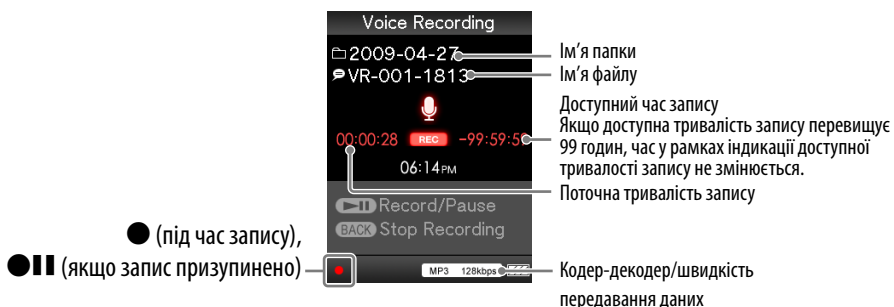 Voice Recording
2009-04-27
Ім’я папки
VR-001-1813
Ім’я файлу
Доступний час запису
Якщо доступна тривалість запису перевищує
99 годин, час у рамках індикації доступної
тривалості запису не змінюється.
00:00:28 REC -99:59:59
06:14PM
Поточна тривалість запису
Record/Pause
BACK Stop Recording
● (під час запису),
●II (якщо запис призупинено)
MP3 128kbps
Кодер-декодер/швидкість
передавання даних